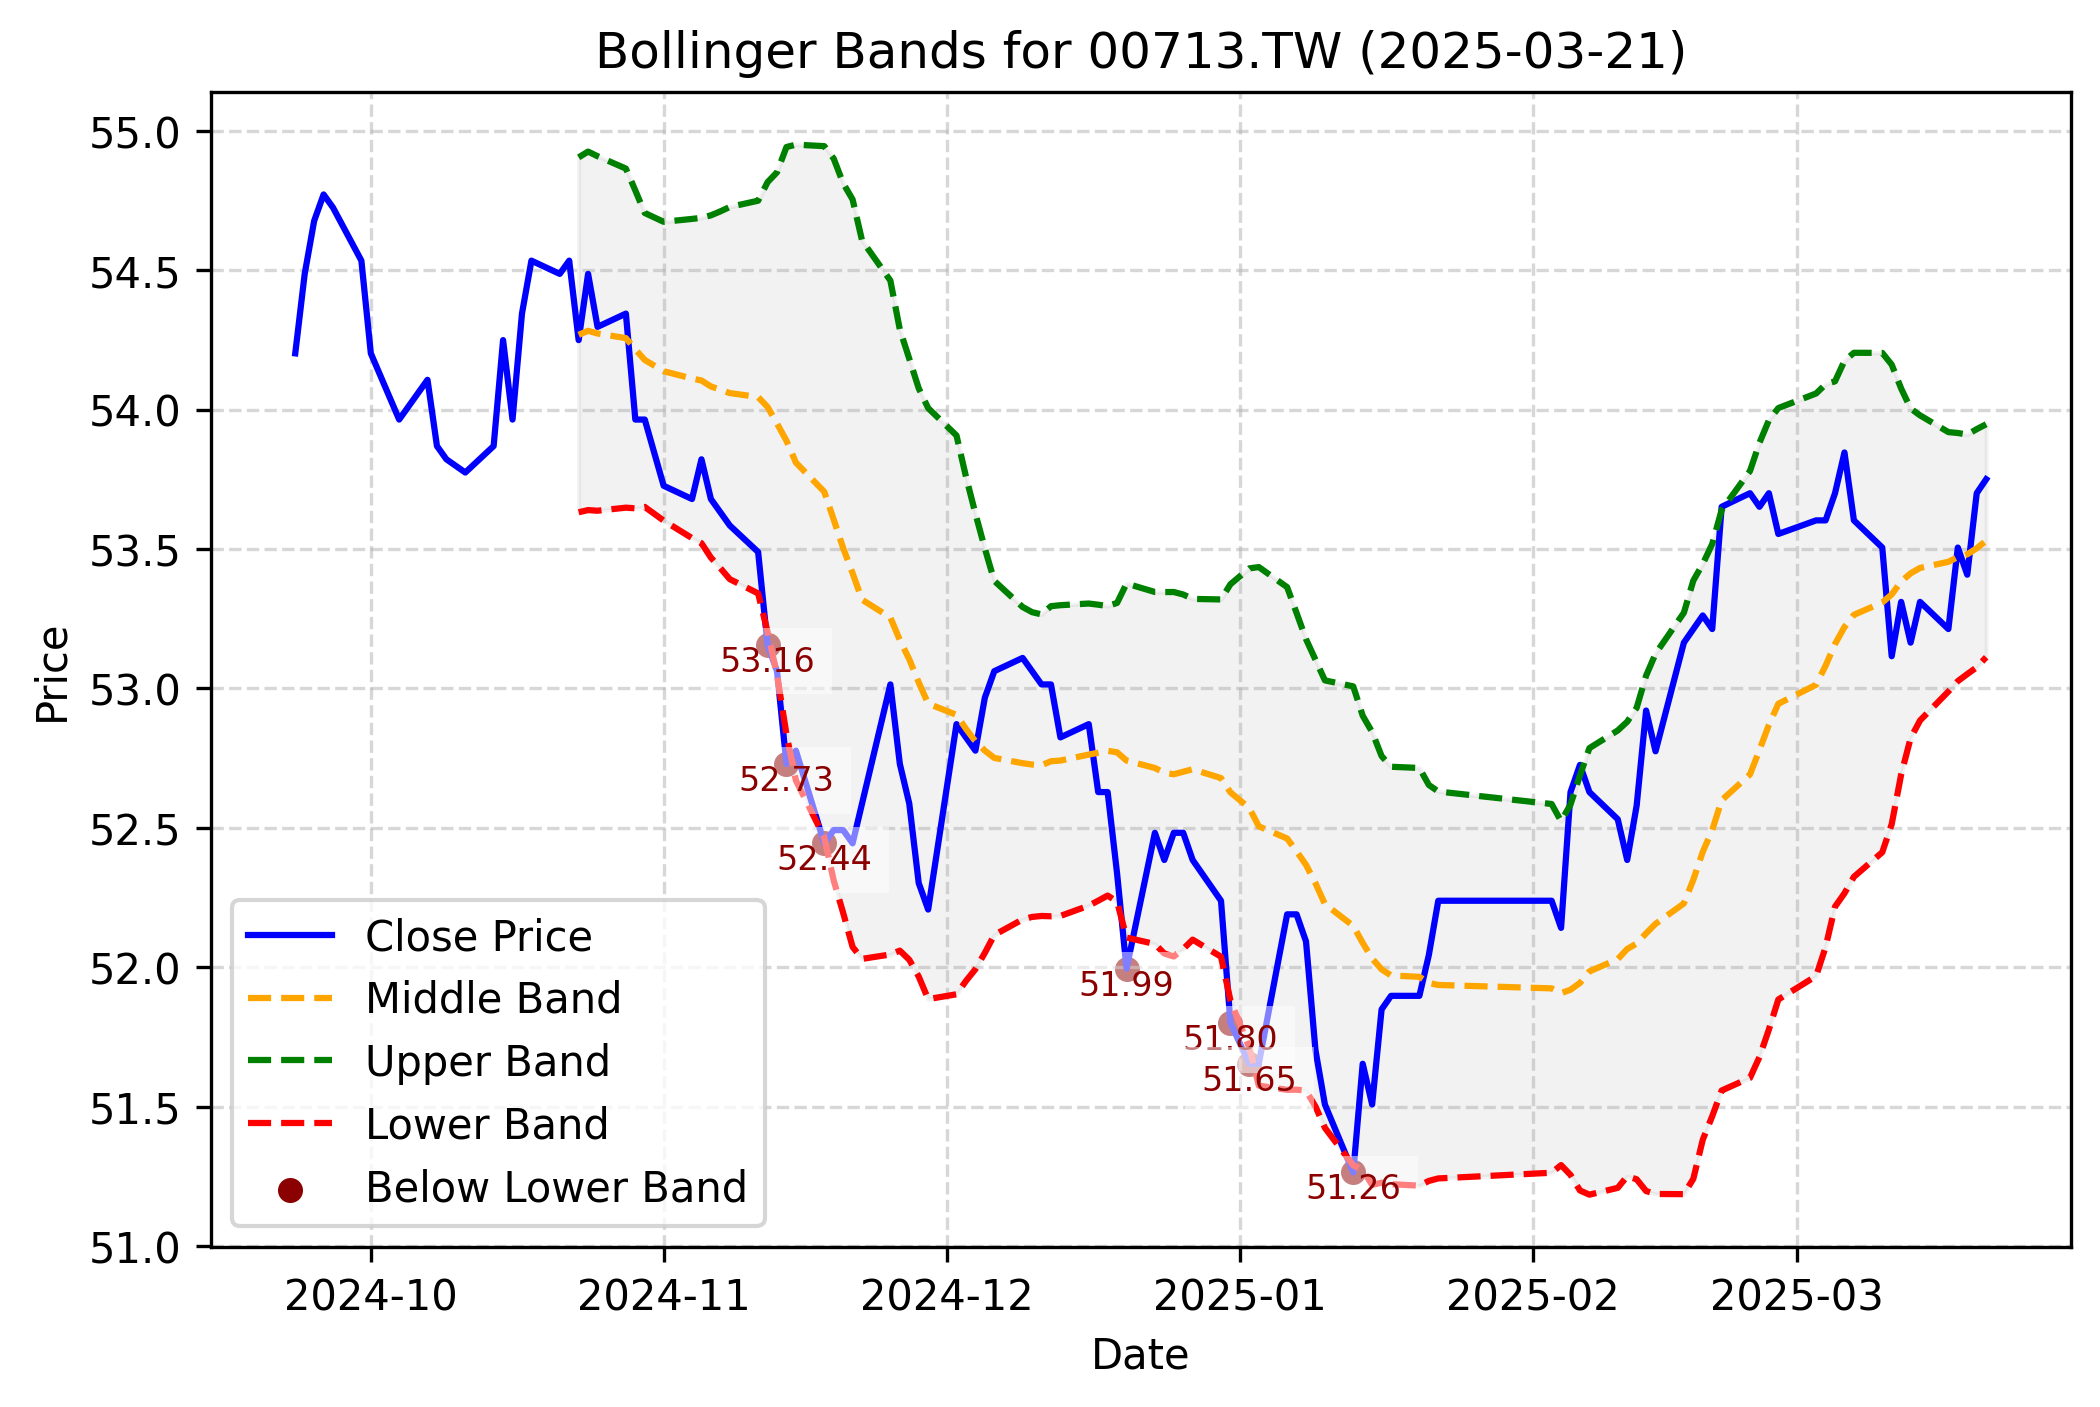 Bollinger Bands for 00713.TW (2025-03-21)
Price
55.0
54.5
54.0
53.5
53.0
52.5
52.0
51.5
51.0
53.16
52.73
52.44
51.99
51.80
51.65
51.26
Close Price
Middle Band
Upper Band
Lower Band
Below Lower Band
2024-10 2024-11 2024-12 2025-01 2025-02 2025-03
Date